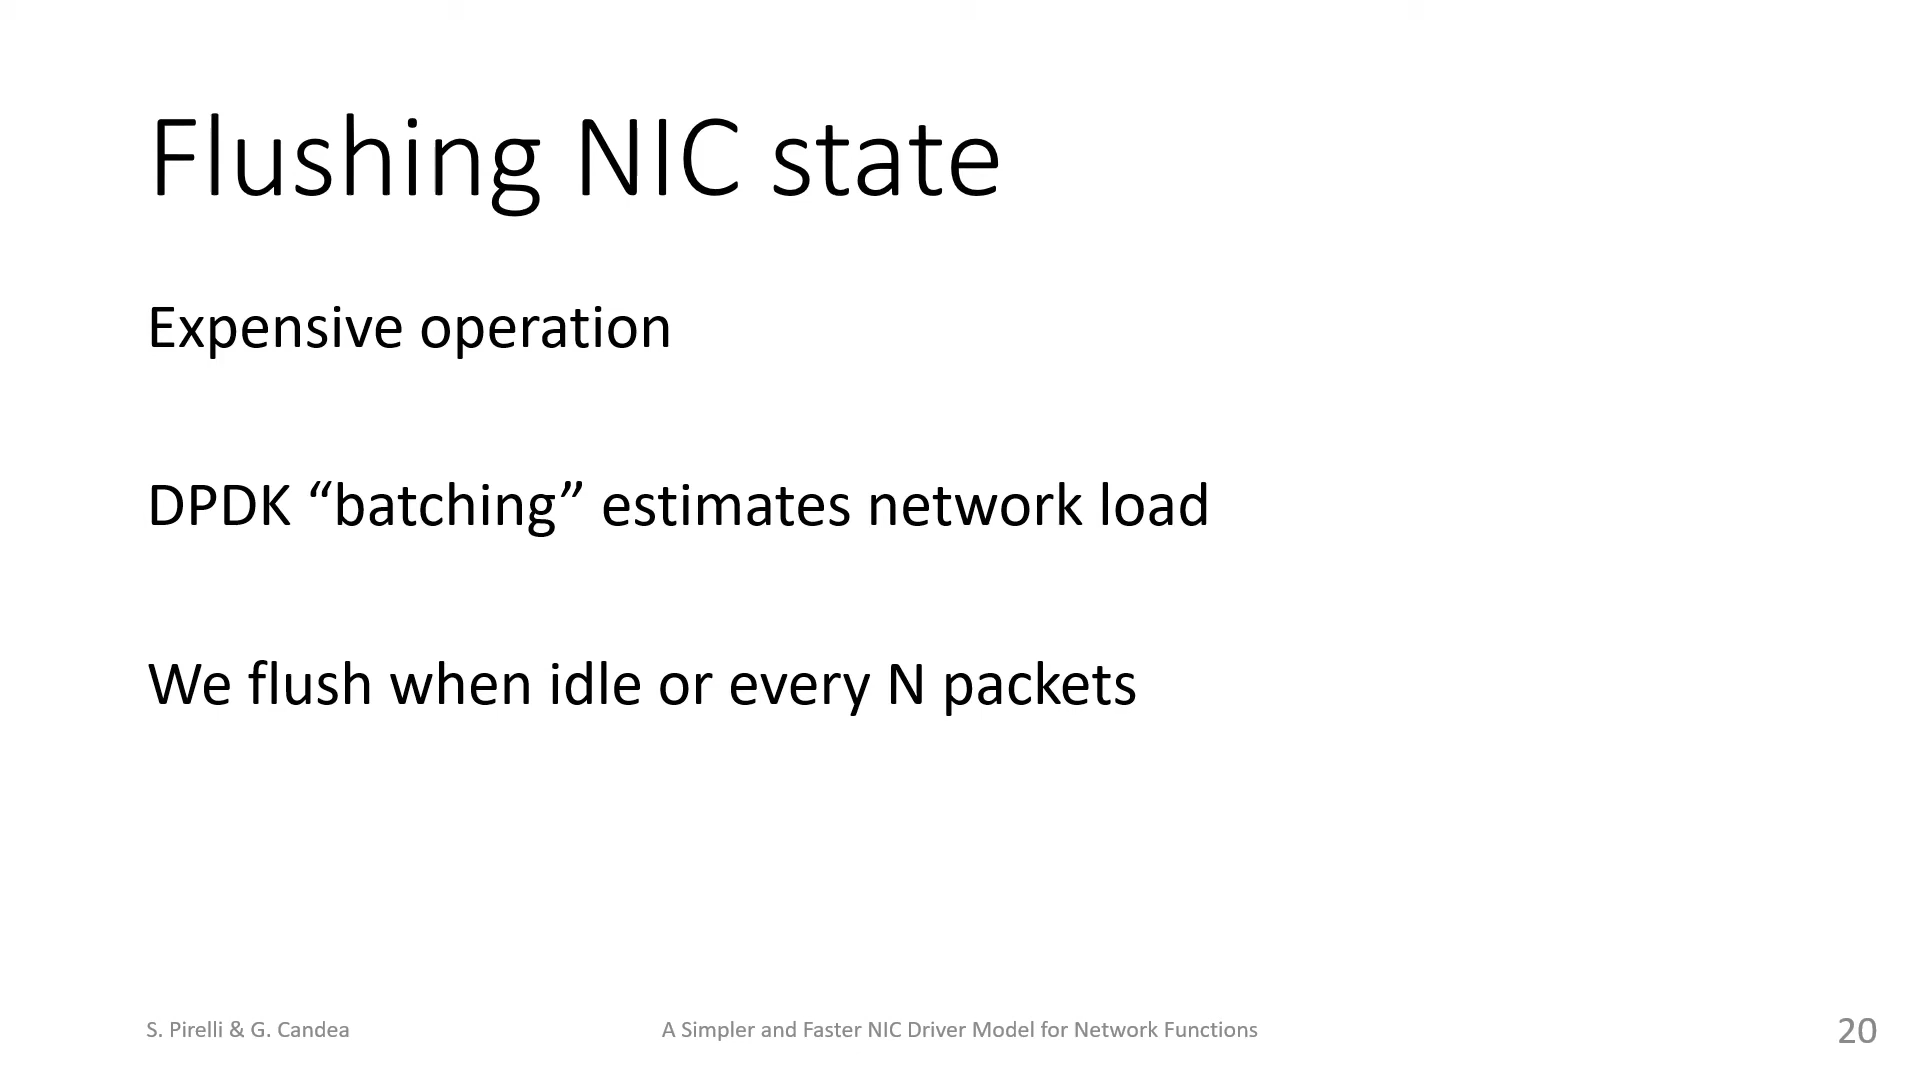 Flushing NIC state
Expensive operation
DPDK “batching” estimates network load
We flush when idle or every N packets
S. Pirelli & G. Candea
A Simpler and Faster NIC Driver Model for Network Functions
20